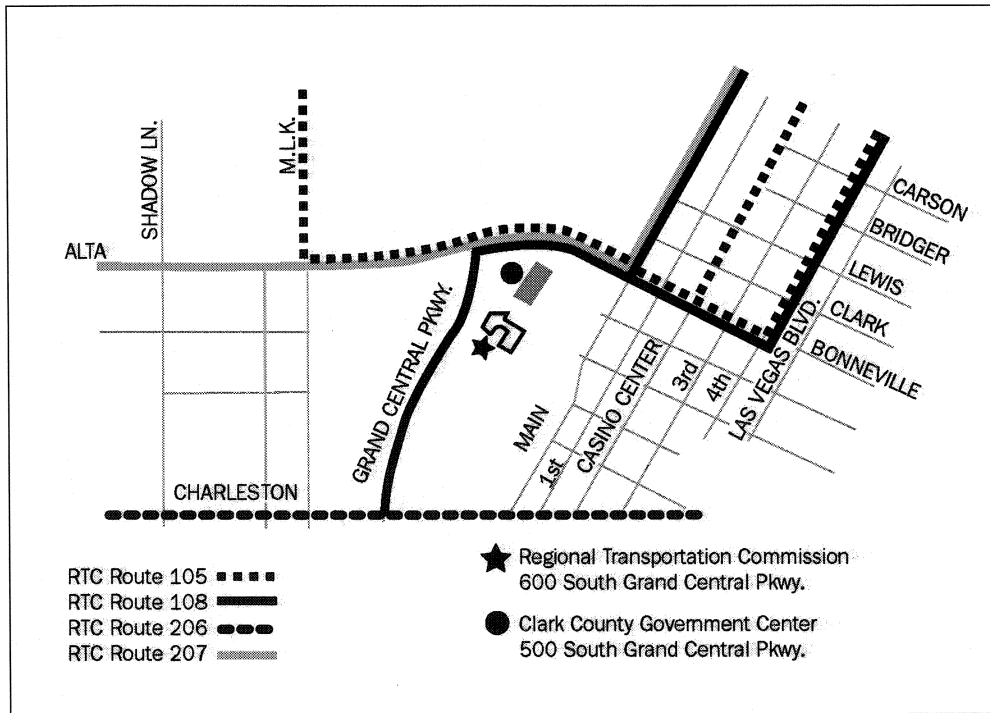 SHADOW LN.
M.L.K.
ALTA
CARSON
BRIDGER
LEWIS
CLARK
BONNEVILLE
LAS VEGAS BLVD.
GRAND CENTRAL PKWY.
MAIN
1st
CASINO CENTER
3rd
4th
CHARLESTON
RTC Route 105
RTC Route 108
RTC Route 206
RTC Route 207
Regional Transportation Commission
600 South Grand Central Pkwy.
Clark County Government Center
500 South Grand Central Pkwy.